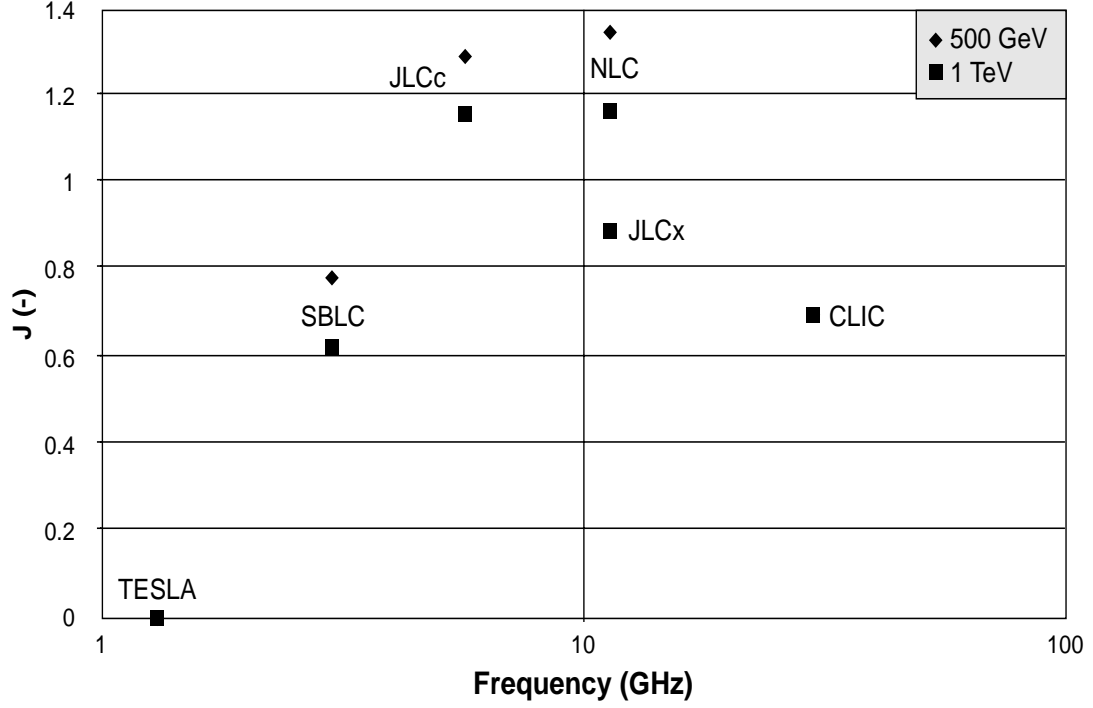 1.4
500 GeV
1 TeV
JLCc
NLC
1.2
1
JLCx
0.8
J (-)
SBLC
CLIC
0.6
0.4
0.2
TESLA
0
1
10
100
Frequency (GHz)